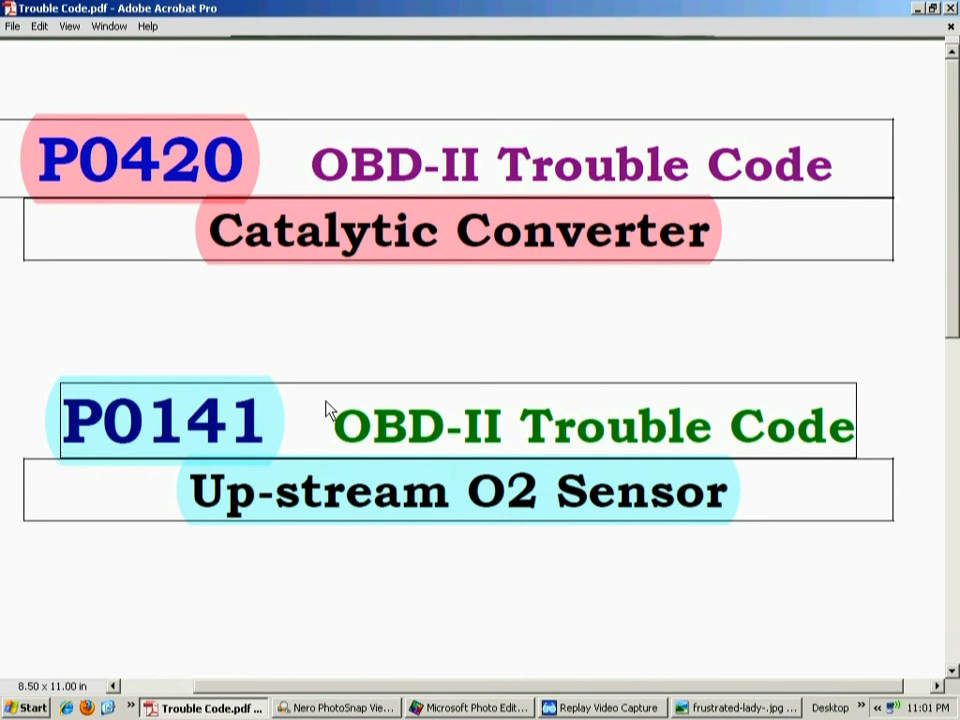 Trouble Code.pdf - Adobe Acrobat Pro
File Edit View Window Help
P0420 OBD-II Trouble Code
Catalytic Converter
P0141 OBD-II Trouble Code
Up-stream O2 Sensor
8.50 x 11.00 in
Start » Trouble Code.pdf ... Nero PhotoSnap Vie... Microsoft Photo Edit... Replay Video Capture frustrated-lady-.jpg ... Desktop » « 11:01 PM